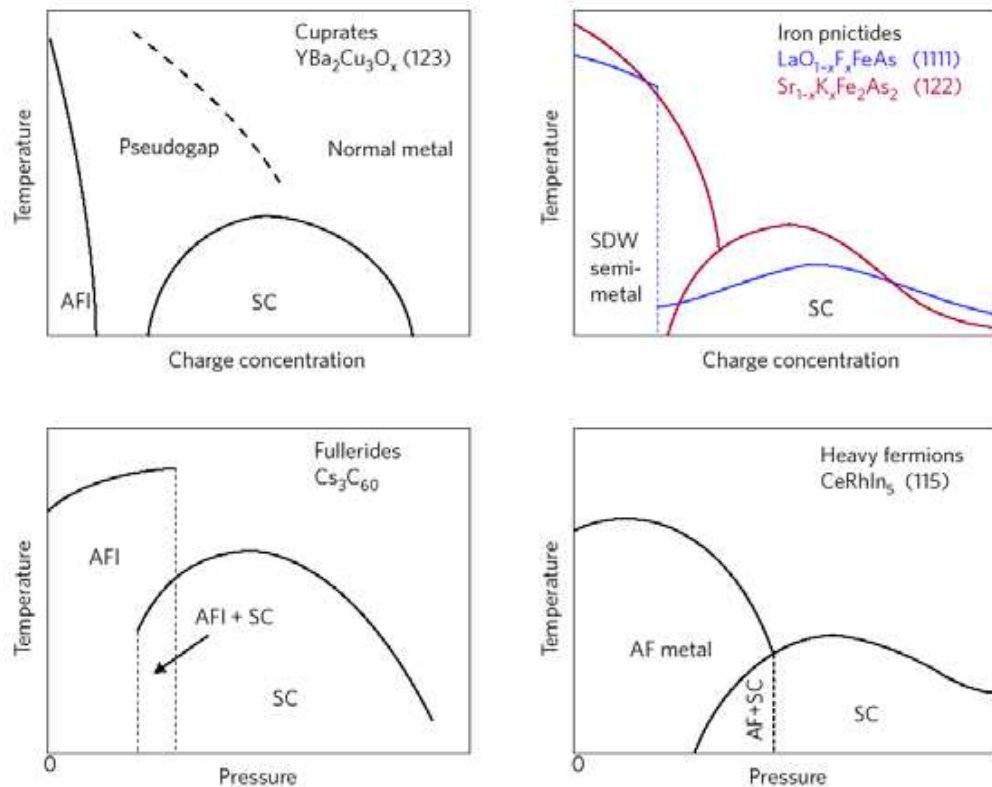 Cuprates
YBa₂Cu₃Oₓ (123)
Pseudogap
Normal metal
AFI
SC
Temperature
Charge concentration
Iron pnictides
LaO₁₋ₓFₓFeAs (1111)
Sr₁₋ₓKₓFe₂As₂ (122)
SDW
semi-
metal
SC
Temperature
Charge concentration
Fullerides
Cs₃C₆₀
AFI
AFI + SC
SC
Temperature
0
Pressure
Heavy fermions
CeRhIn₅ (115)
AF metal
AF+SC
SC
Temperature
0
Pressure